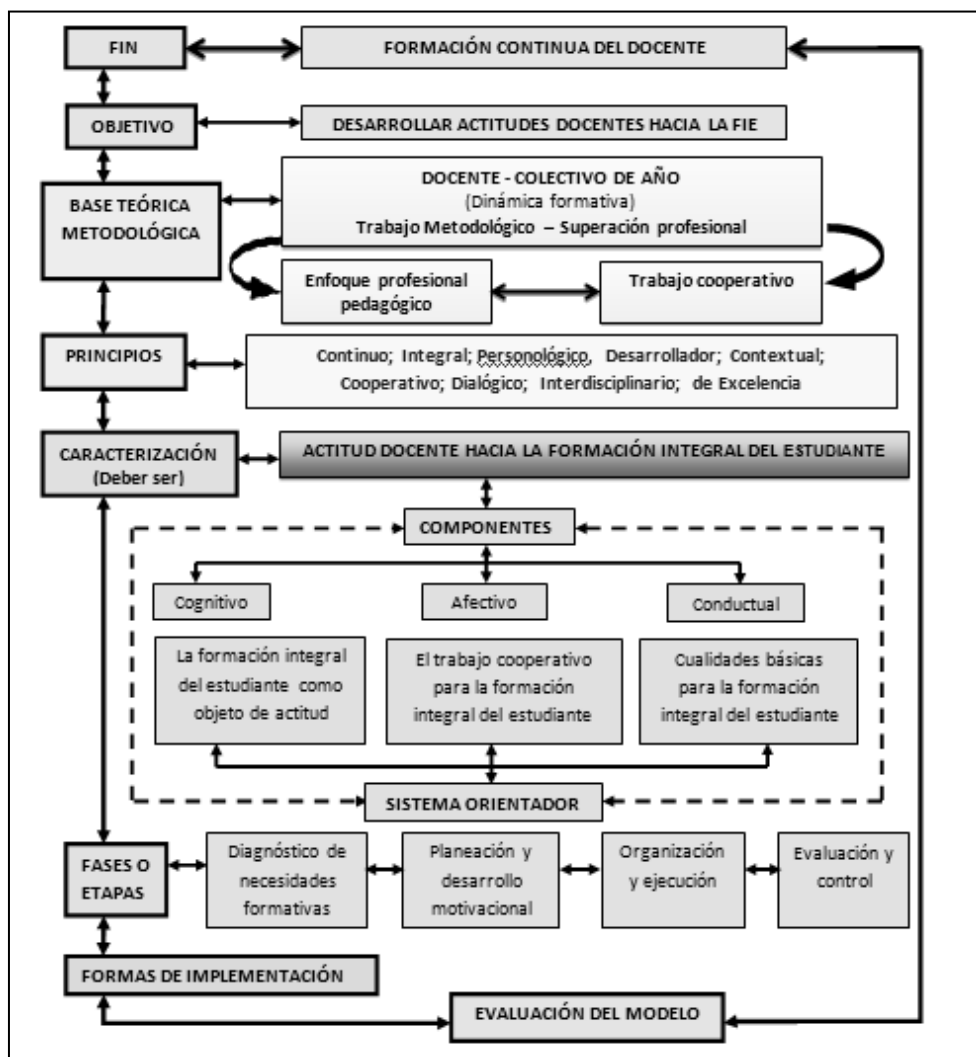 FIN
FORMACIÓN CONTINUA DEL DOCENTE
OBJETIVO
DESARROLLAR ACTITUDES DOCENTES HACIA LA FIE
BASE TEÓRICA
METODOLÓGICA
DOCENTE - COLECTIVO DE AÑO
(Dinámica formativa)
Trabajo Metodológico – Superación profesional
Enfoque profesional
pedagógico
Trabajo cooperativo
PRINCIPIOS
Continuo; Integral; Personológico, Desarrollador; Contextual;
Cooperativo; Dialógico; Interdisciplinario; de Excelencia
CARACTERIZACIÓN
(Deber ser)
ACTITUD DOCENTE HACIA LA FORMACIÓN INTEGRAL DEL ESTUDIANTE
COMPONENTES
Cognitivo
Afectivo
Conductual
La formación integral
del estudiante como
objeto de actitud
El trabajo cooperativo
para la formación
integral del estudiante
Cualidades básicas
para la formación
integral del estudiante
SISTEMA ORIENTADOR
FASES O
ETAPAS
Diagnóstico de
necesidades
formativas
Planeación y
desarrollo
motivacional
Organización
y ejecución
Evaluación y
control
FORMAS DE IMPLEMENTACIÓN
EVALUACIÓN DEL MODELO